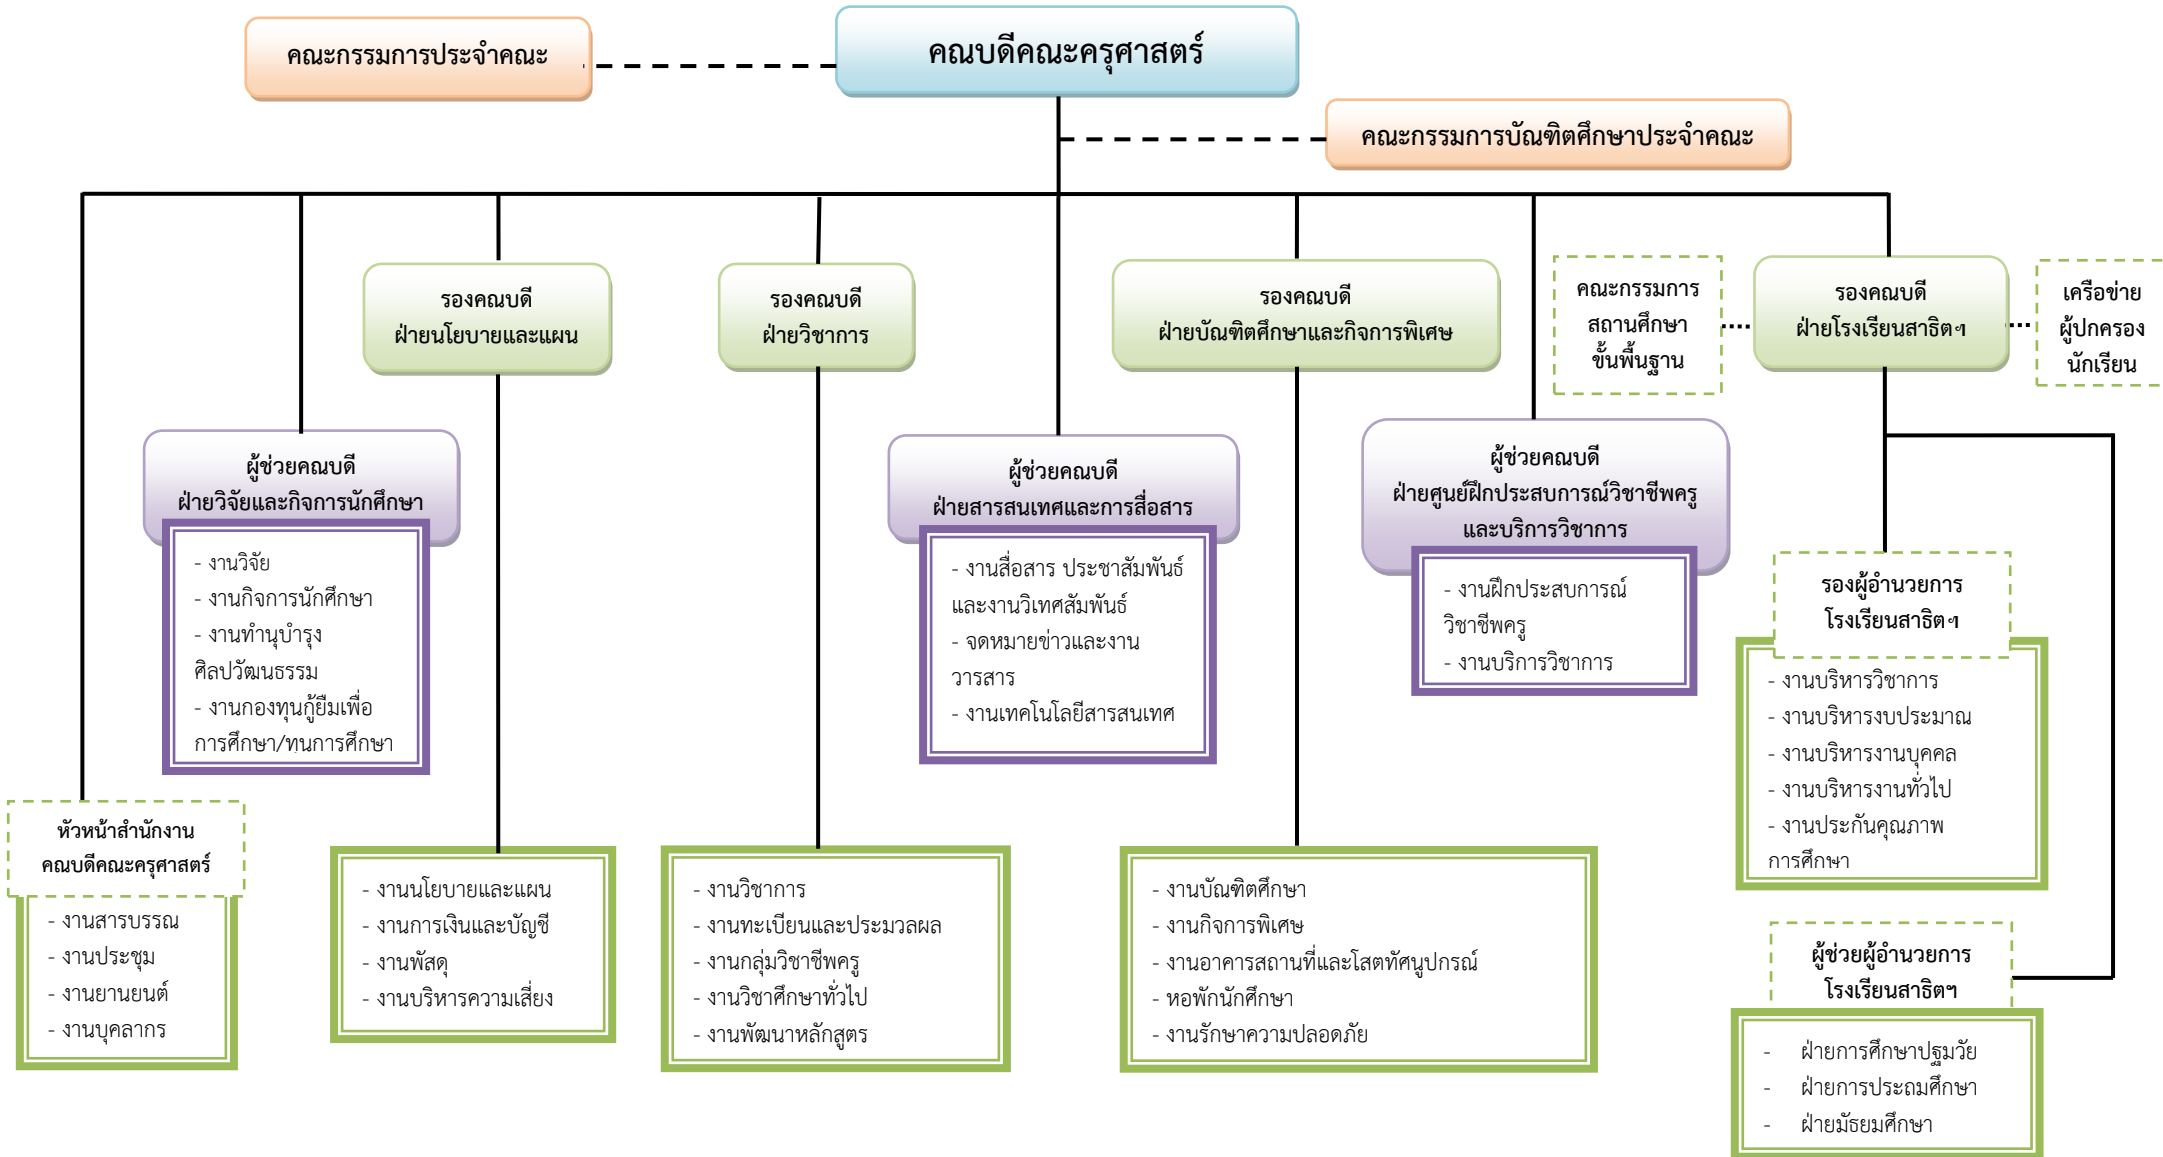 คณะกรรมการประจำคณะ
คณบดีคณะครุศาสตร์
คณะกรรมการบัณฑิตศึกษาประจำคณะ
รองคณบดี
ฝ่ายนโยบายและแผน
รองคณบดี
ฝ่ายวิชาการ
รองคณบดี
ฝ่ายบัณฑิตศึกษาและกิจการพิเศษ
คณะกรรมการ
สถานศึกษา
ขั้นพื้นฐาน
รองคณบดี
ฝ่ายโรงเรียนสาธิตฯ
เครือข่าย
ผู้ปกครอง
นักเรียน
ผู้ช่วยคณบดี
ฝ่ายวิจัยและกิจการนักศึกษา
- งานวิจัย
- งานกิจการนักศึกษา
- งานทำนุบำรุง
ศิลปวัฒนธรรม
- งานกองทุนกู้ยืมเพื่อ
การศึกษา/ทุนการศึกษา
ผู้ช่วยคณบดี
ฝ่ายสารสนเทศและการสื่อสาร
- งานสื่อสาร ประชาสัมพันธ์
และงานวิเทศสัมพันธ์
- จดหมายข่าวและงาน
วารสาร
- งานเทคโนโลยีสารสนเทศ
ผู้ช่วยคณบดี
ฝ่ายศูนย์ฝึกประสบการณ์วิชาชีพครู
และบริการวิชาการ
- งานฝึกประสบการณ์
วิชาชีพครู
- งานบริการวิชาการ
รองผู้อำนวยการ
โรงเรียนสาธิตฯ
- งานบริหารวิชาการ
- งานบริหารงบประมาณ
- งานบริหารงานบุคคล
- งานบริหารงานทั่วไป
- งานประกันคุณภาพ
การศึกษา
หัวหน้าสำนักงาน
คณบดีคณะครุศาสตร์
- งานสารบรรณ
- งานประชุม
- งานยานยนต์
- งานบุคลากร
- งานนโยบายและแผน
- งานการเงินและบัญชี
- งานพัสดุ
- งานบริหารความเสี่ยง
- งานวิชาการ
- งานทะเบียนและประมวลผล
- งานกลุ่มวิชาชีพครู
- งานวิชาศึกษาทั่วไป
- งานพัฒนาหลักสูตร
- งานบัณฑิตศึกษา
- งานกิจการพิเศษ
- งานอาคารสถานที่และโสตทัศนูปกรณ์
- หอพักนักศึกษา
- งานรักษาความปลอดภัย
ผู้ช่วยผู้อำนวยการ
โรงเรียนสาธิตฯ
- ฝ่ายการศึกษาปฐมวัย
- ฝ่ายการประถมศึกษา
- ฝ่ายมัธยมศึกษา